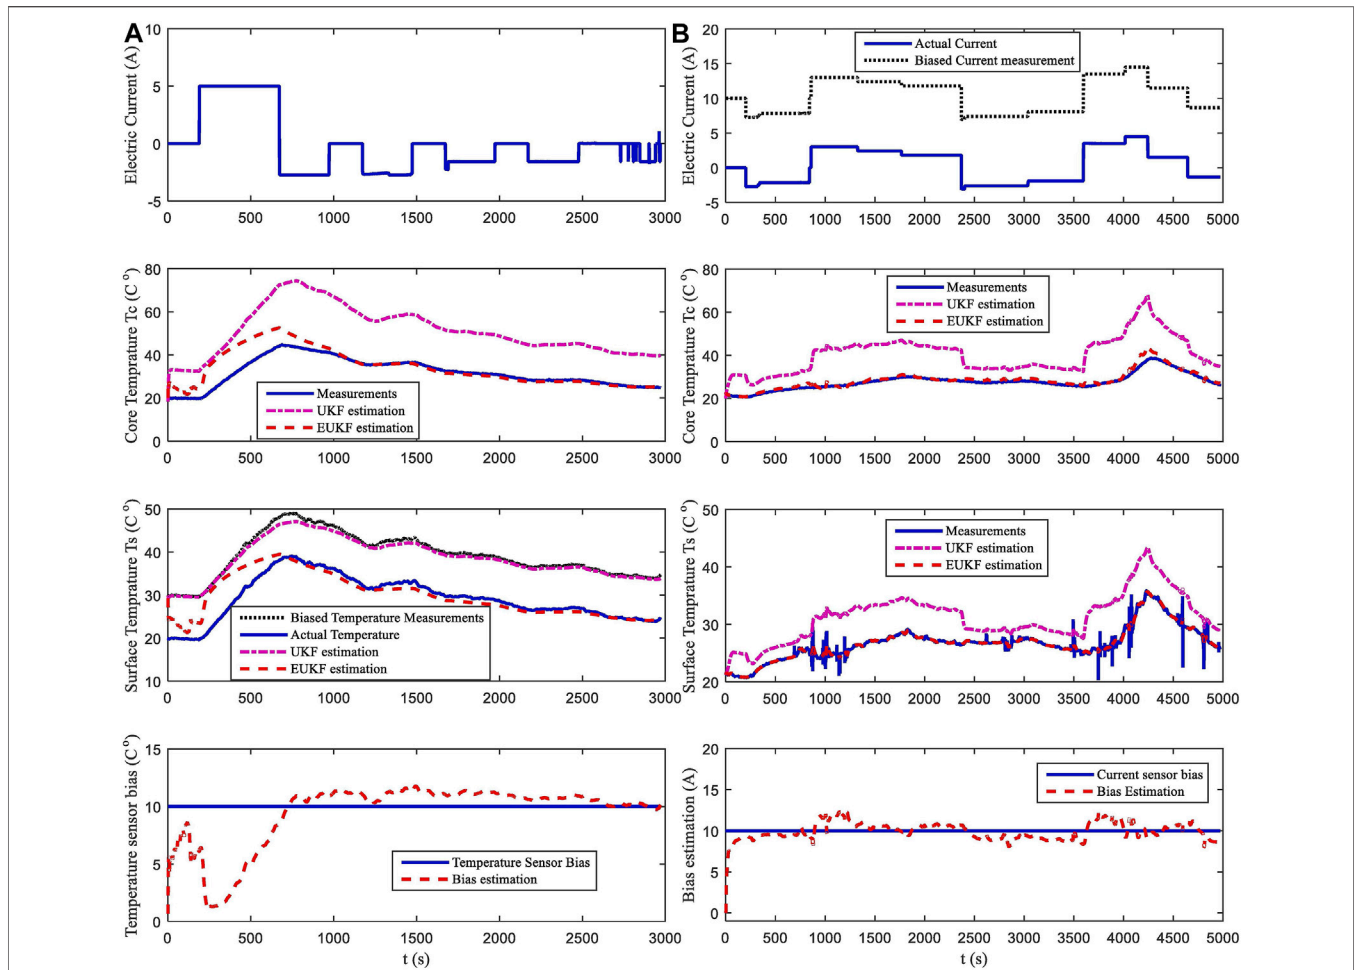 A
Electric Current (A)
10
5
0
-5
0 500 1000 1500 2000 2500 3000
B
Electric Current (A)
20
15
10
5
0
-5
Actual Current
Biased Current measurement
0 500 1000 1500 2000 2500 3000 3500 4000 4500 5000
Core Temprature Tc (C °)
80
60
40
20
0
Measurements
UKF estimation
EUKF estimation
0 500 1000 1500 2000 2500 3000
Core Temprature Tc (C °)
80
60
40
20
0
Measurements
UKF estimation
EUKF estimation
0 500 1000 1500 2000 2500 3000 3500 4000 4500 5000
Surface Temprature Ts (C °)
50
40
30
20
10
Biased Temperature Measurements
Actual Temperature
UKF estimation
EUKF estimation
0 500 1000 1500 2000 2500 3000
Surface Temprature Ts (C °)
50
40
30
20
Measurements
UKF estimation
EUKF estimation
0 500 1000 1500 2000 2500 3000 3500 4000 4500 5000
Temperature sensor bias (C °)
15
10
5
0
Temperature Sensor Bias
Bias estimation
0 500 1000 1500 2000 2500 3000
t (s)
Bias estimation (A)
20
15
10
5
0
Current sensor bias
Bias Estimation
0 500 1000 1500 2000 2500 3000 3500 4000 4500 5000
t (s)